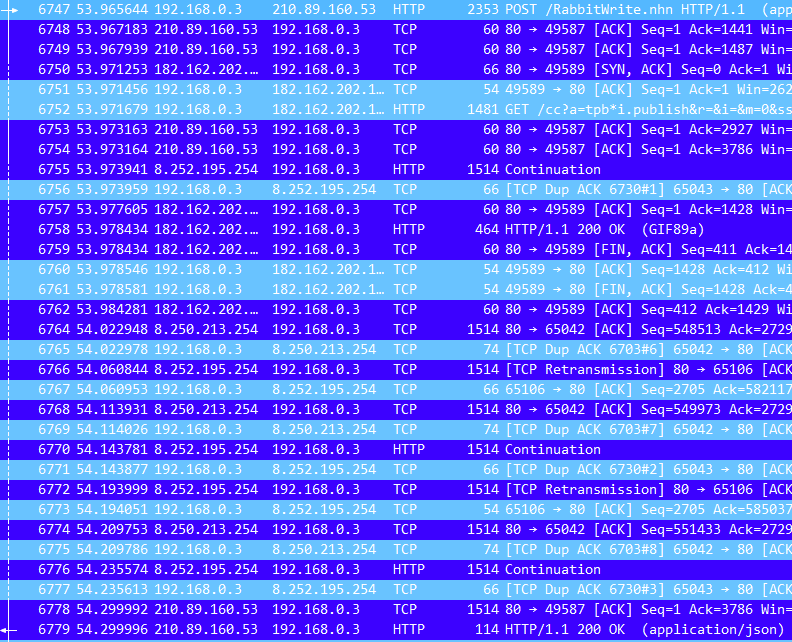 6747 53.965644 192.168.0.3 210.89.160.53 HTTP 2353 POST /RabbitWrite.nhn HTTP/1.1 (app
6748 53.967183 210.89.160.53 192.168.0.3 TCP 60 80 → 49587 [ACK] Seq=1 Ack=1441 Win=
6749 53.967939 210.89.160.53 192.168.0.3 TCP 60 80 → 49587 [ACK] Seq=1 Ack=1487 Win=
6750 53.971253 182.162.202.… 192.168.0.3 TCP 66 80 → 49589 [SYN, ACK] Seq=0 Ack=1 Wi
6751 53.971456 192.168.0.3 182.162.202.1… TCP 54 49589 → 80 [ACK] Seq=1 Ack=1 Win=262
6752 53.971679 192.168.0.3 182.162.202.1… HTTP 1481 GET /cc?a=tpb*i.publish&r=&i=&m=0&ss
6753 53.973163 210.89.160.53 192.168.0.3 TCP 60 80 → 49587 [ACK] Seq=1 Ack=2927 Win=
6754 53.973164 210.89.160.53 192.168.0.3 TCP 60 80 → 49587 [ACK] Seq=1 Ack=3786 Win=
6755 53.973941 8.252.195.254 192.168.0.3 HTTP 1514 Continuation
6756 53.973959 192.168.0.3 8.252.195.254 TCP 66 [TCP Dup ACK 6730#1] 65043 → 80 [ACK
6757 53.977605 182.162.202.… 192.168.0.3 TCP 60 80 → 49589 [ACK] Seq=1 Ack=1428 Win=
6758 53.978434 182.162.202.… 192.168.0.3 HTTP 464 HTTP/1.1 200 OK (GIF89a)
6759 53.978434 182.162.202.… 192.168.0.3 TCP 60 80 → 49589 [FIN, ACK] Seq=411 Ack=14
6760 53.978546 192.168.0.3 182.162.202.1… TCP 54 49589 → 80 [ACK] Seq=1428 Ack=412 Wi
6761 53.978581 192.168.0.3 182.162.202.1… TCP 54 49589 → 80 [FIN, ACK] Seq=1428 Ack=4
6762 53.984281 182.162.202.… 192.168.0.3 TCP 60 80 → 49589 [ACK] Seq=412 Ack=1429 Wi
6764 54.022948 8.250.213.254 192.168.0.3 TCP 1514 80 → 65042 [ACK] Seq=548513 Ack=2729
6765 54.022978 192.168.0.3 8.250.213.254 TCP 74 [TCP Dup ACK 6703#6] 65042 → 80 [ACK
6766 54.060844 8.252.195.254 192.168.0.3 TCP 1514 [TCP Retransmission] 80 → 65106 [ACK
6767 54.060953 192.168.0.3 8.252.195.254 TCP 66 65106 → 80 [ACK] Seq=2705 Ack=582117
6768 54.113931 8.250.213.254 192.168.0.3 TCP 1514 80 → 65042 [ACK] Seq=549973 Ack=2729
6769 54.114026 192.168.0.3 8.250.213.254 TCP 74 [TCP Dup ACK 6703#7] 65042 → 80 [ACK
6770 54.143781 8.252.195.254 192.168.0.3 HTTP 1514 Continuation
6771 54.143877 192.168.0.3 8.252.195.254 TCP 66 [TCP Dup ACK 6730#2] 65043 → 80 [ACK
6772 54.193999 8.252.195.254 192.168.0.3 TCP 1514 [TCP Retransmission] 80 → 65106 [ACK
6773 54.194051 192.168.0.3 8.252.195.254 TCP 54 65106 → 80 [ACK] Seq=2705 Ack=585037
6774 54.209753 8.250.213.254 192.168.0.3 TCP 1514 80 → 65042 [ACK] Seq=551433 Ack=2729
6775 54.209786 192.168.0.3 8.250.213.254 TCP 74 [TCP Dup ACK 6703#8] 65042 → 80 [ACK
6776 54.235574 8.252.195.254 192.168.0.3 HTTP 1514 Continuation
6777 54.235613 192.168.0.3 8.252.195.254 TCP 66 [TCP Dup ACK 6730#3] 65043 → 80 [ACK
6778 54.299992 210.89.160.53 192.168.0.3 TCP 1514 80 → 49587 [ACK] Seq=1 Ack=3786 Win=
6779 54.299996 210.89.160.53 192.168.0.3 HTTP 114 HTTP/1.1 200 OK (application/json)